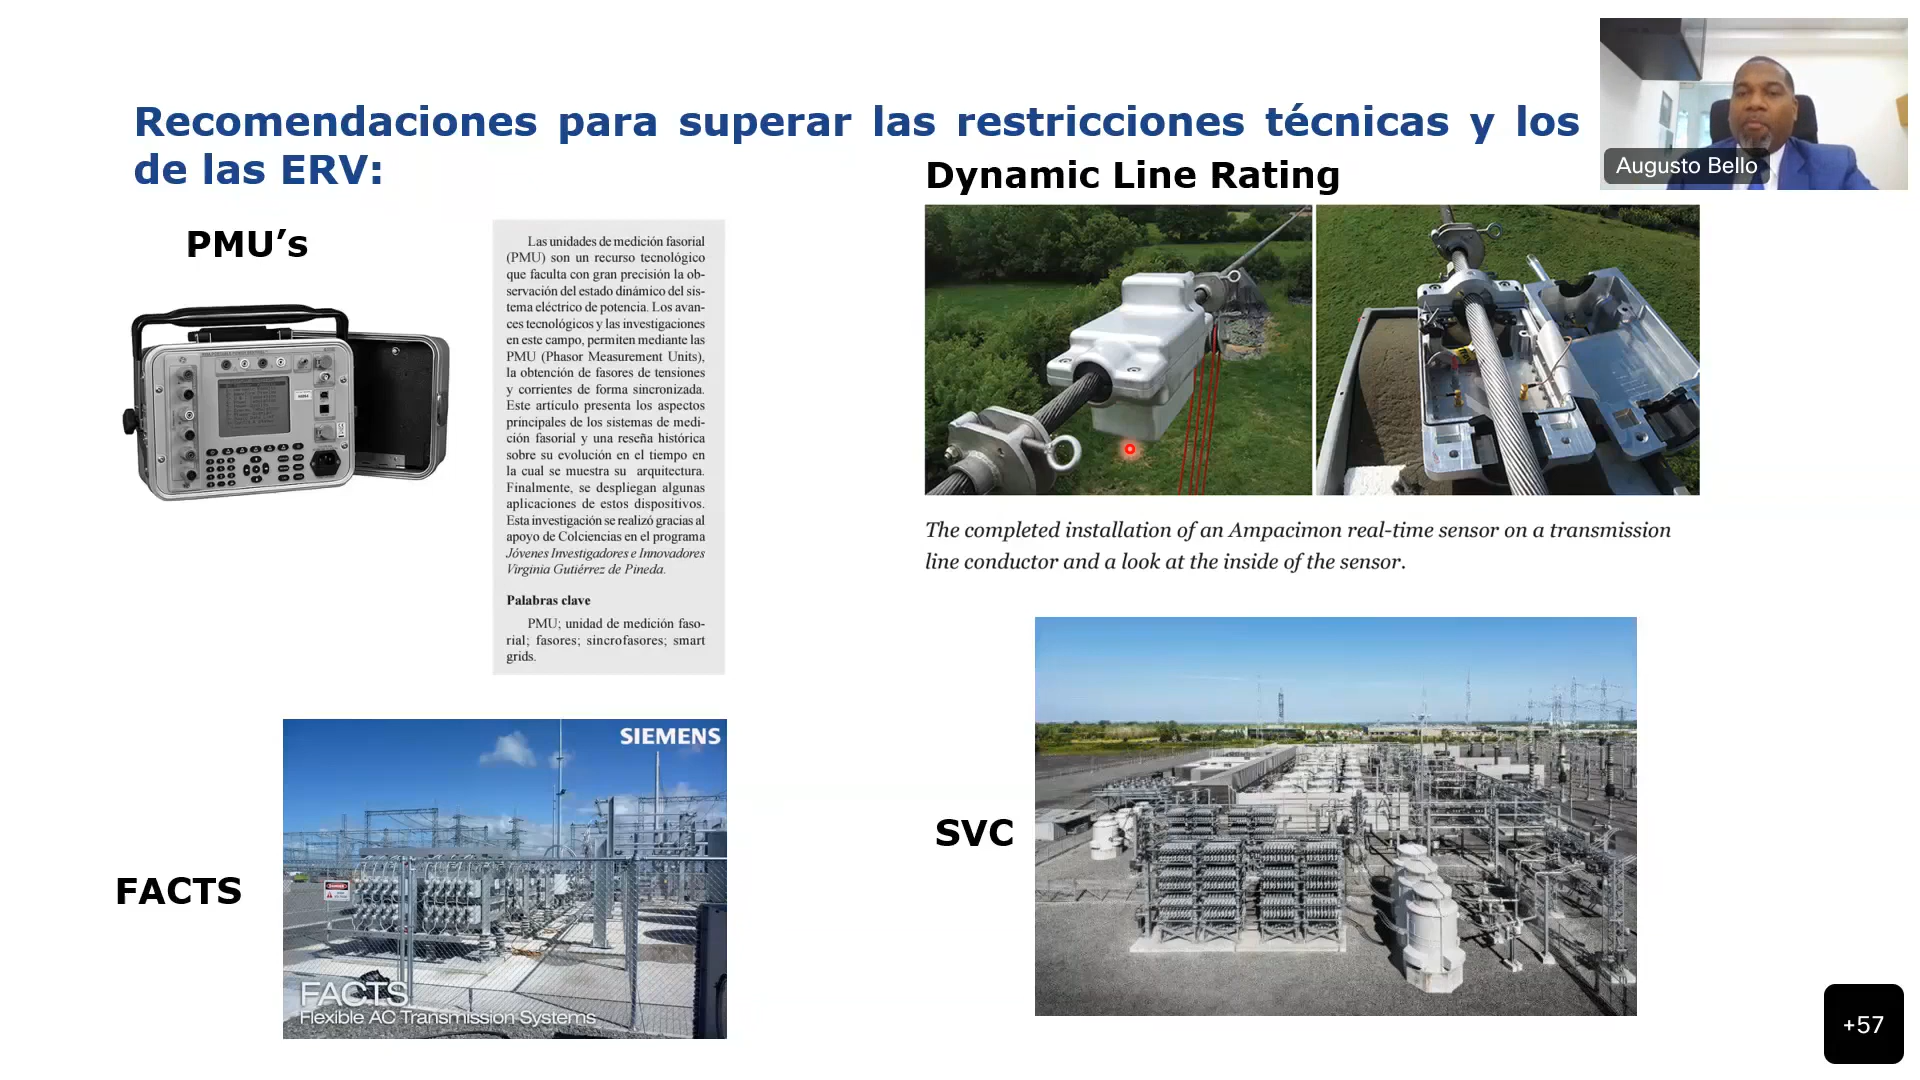 Recomendaciones para superar las restricciones técnicas y los
de las ERV:
Augusto Bello
PMU’s
Las unidades de medición fasorial
(PMU) son un recurso tecnológico
que faculta con gran precisión la ob-
servación del estado dinámico del sis-
tema eléctrico de potencia. Los avan-
ces tecnológicos y las investigaciones
en este campo, permiten mediante las
PMU (Phasor Measurement Units),
la obtención de fasores de tensiones
y corrientes de forma sincronizada.
Este artículo presenta los aspectos
principales de los sistemas de medi-
ción fasorial y una reseña histórica
sobre su evolución en el tiempo en
la cual se muestra su arquitectura.
Finalmente, se despliegan algunas
aplicaciones de estos dispositivos.
Esta investigación se realizó gracias al
apoyo de Colciencias en el programa
Jóvenes Investigadores e Innovadores
Virginia Gutiérrez de Pineda.
Palabras clave
PMU; unidad de medición faso-
rial; fasores; sincrofasores; smart
grids.
Dynamic Line Rating
The completed installation of an Ampacimon real-time sensor on a transmission
line conductor and a look at the inside of the sensor.
FACTS
SIEMENS
FACTS
Flexible AC Transmission Systems
SVC
+57